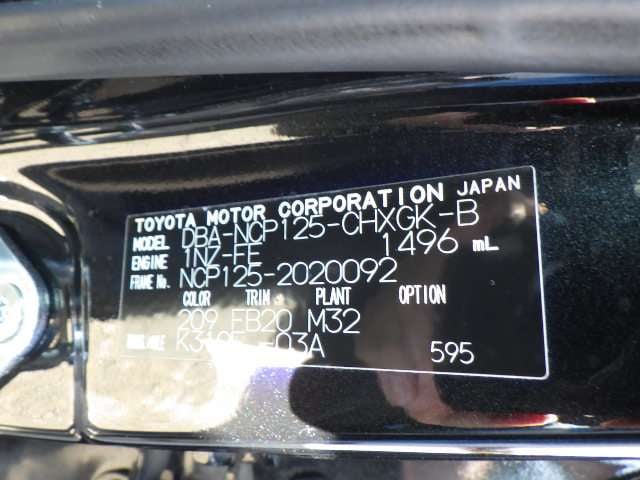 TOYOTA MOTOR CORPORATION JAPAN
MODEL DBA-NCP125-CHXGK-B
ENGINE 1NZ-FE 1496 mL
FRAME No. NCP125-2020092
COLOR TRIM PLANT OPTION
209 FB20 M32
-03A 595